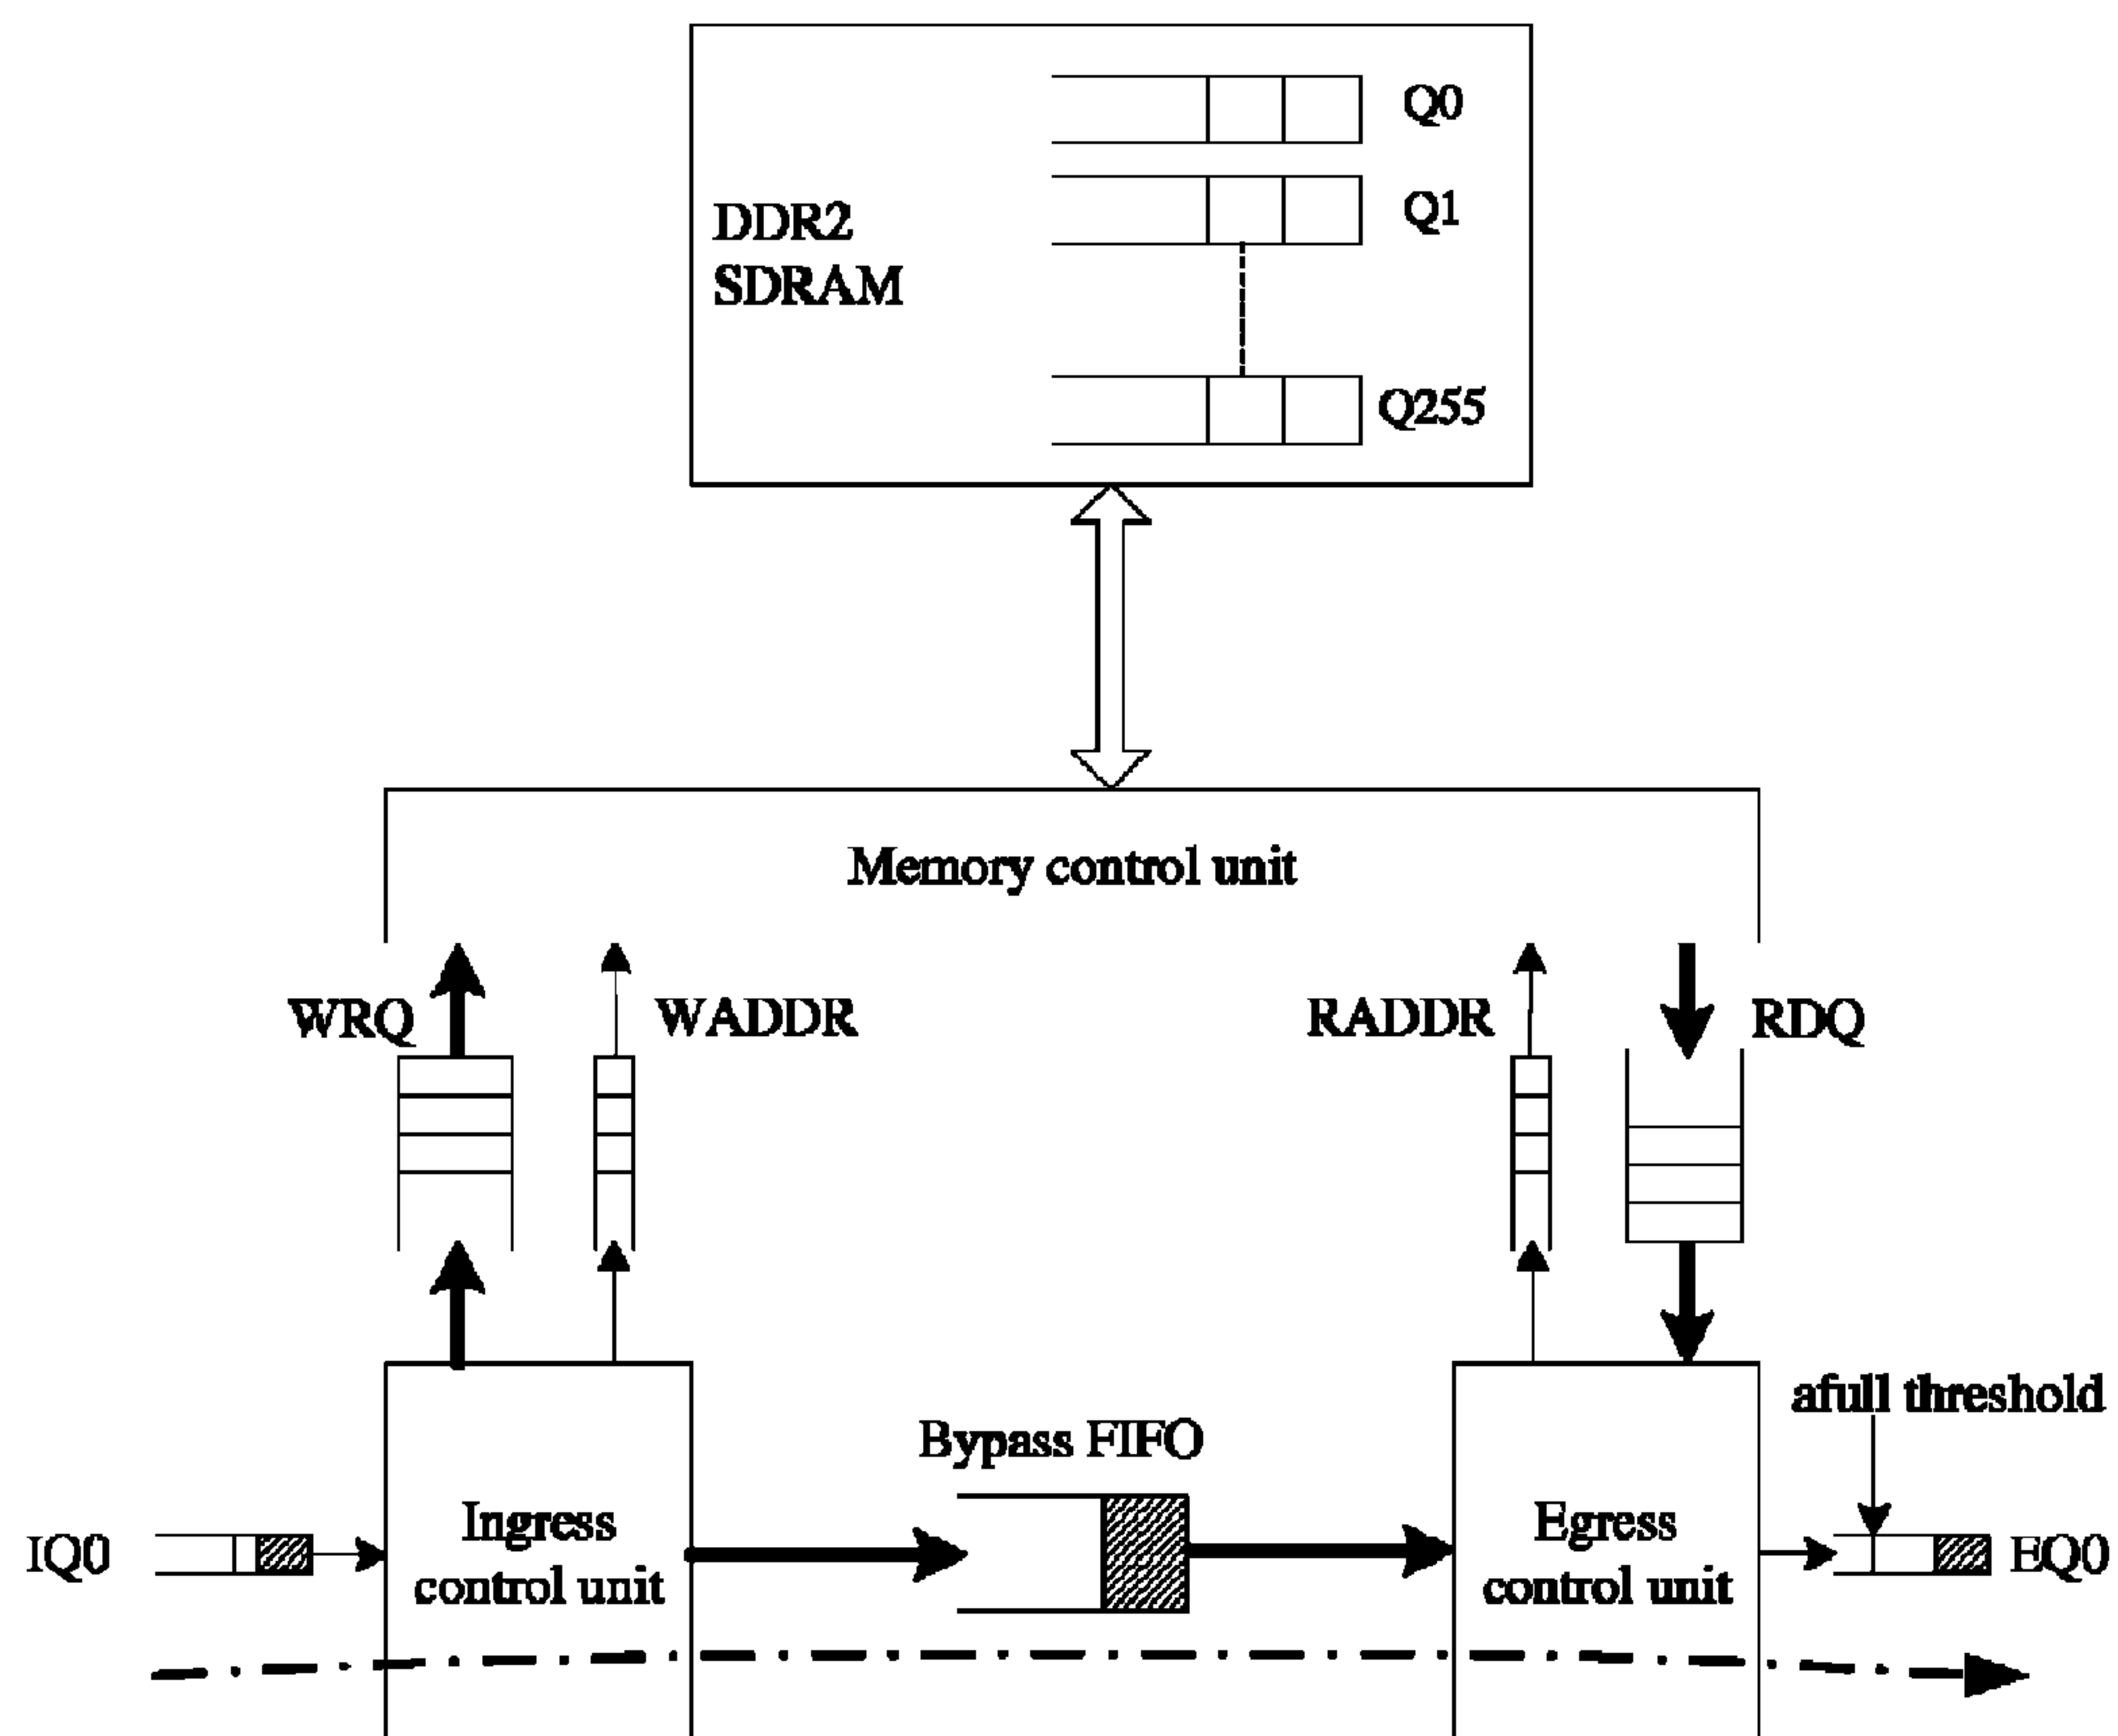 Q0
Q1
DDR2
SDRAM
Q255
Memory control unit
WRQ
WADDR
RADDR
RDQ
afull threshold
Bypass FIFO
IQ0
Ingress
control unit
Egress
control unit
EQ0